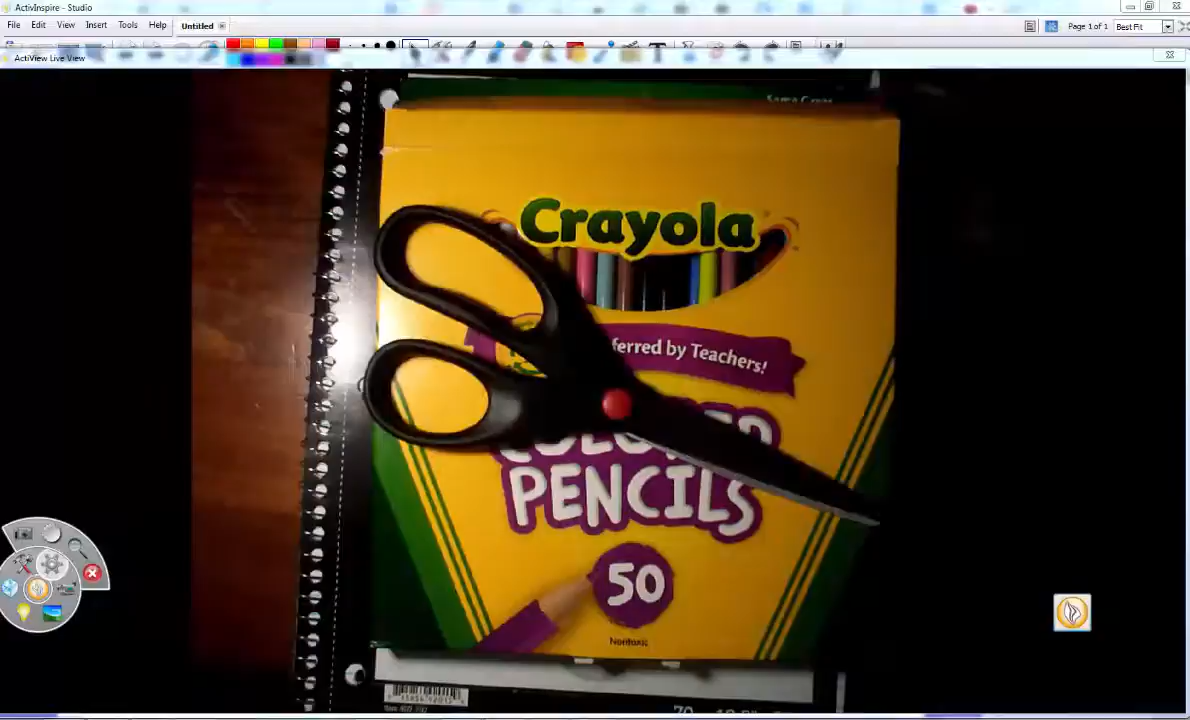 ActivInspire - Studio
File Edit View Insert Tools Help Untitled Page 1 of 1 Best Fit
ActiView Live View
Crayola
ferred by Teachers!
PENCILS
50
Nontoxic
70